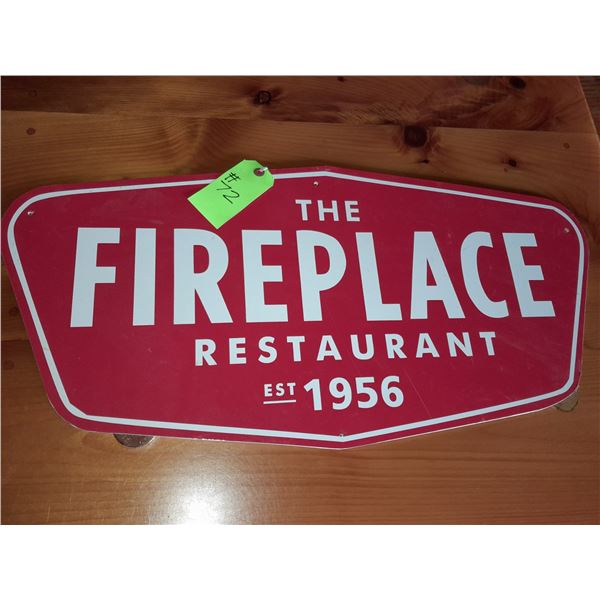 #
72
THE
FIREPLACE
RESTAURANT
EST 1956